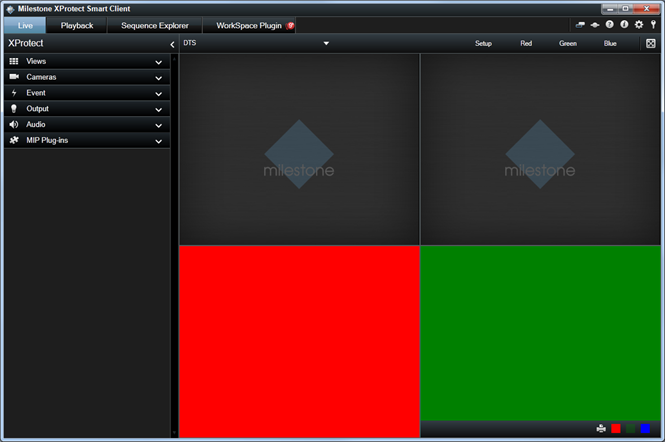 Milestone XProtect Smart Client
Live Playback Sequence Explorer WorkSpace Plugin
XProtect
DTS Setup Red Green Blue
Views
Cameras
Event
Output
Audio
MIP Plug-ins
milestone milestone